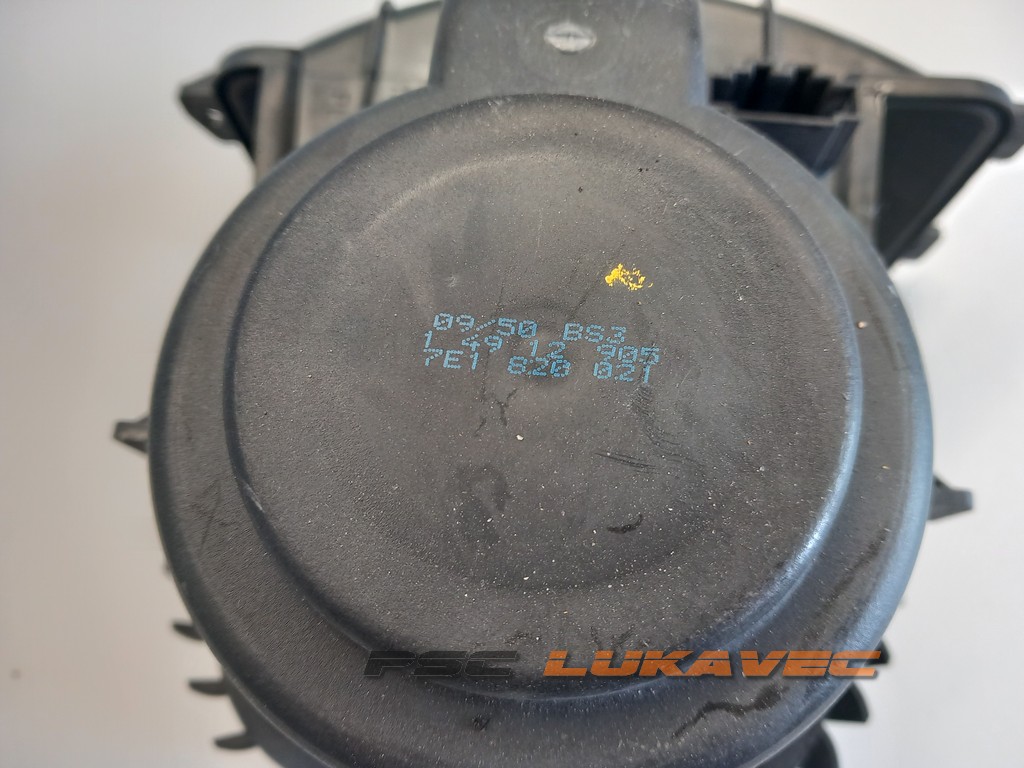 09/50 BS3
1 49 12 905
7E1 820 021
PSC LUKAVEC